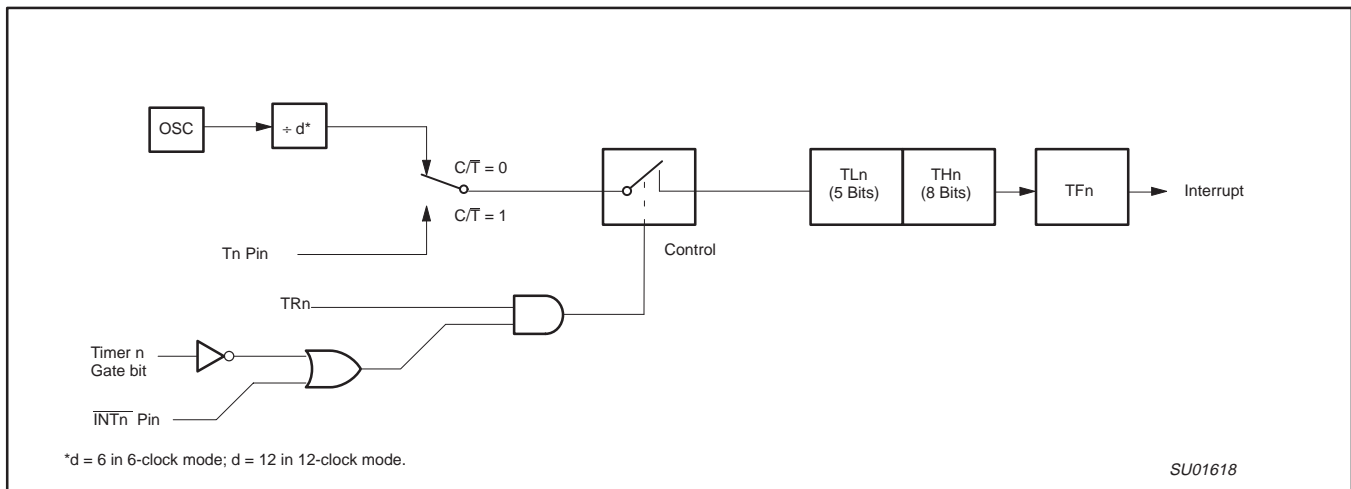 OSC
÷ d*
C/T̅ = 0
C/T̅ = 1
Tn Pin
Control
TLn
(5 Bits)
THn
(8 Bits)
TFn
Interrupt
TRn
Timer n
Gate bit
I̅N̅T̅n̅ Pin
*d = 6 in 6-clock mode; d = 12 in 12-clock mode.
SU01618